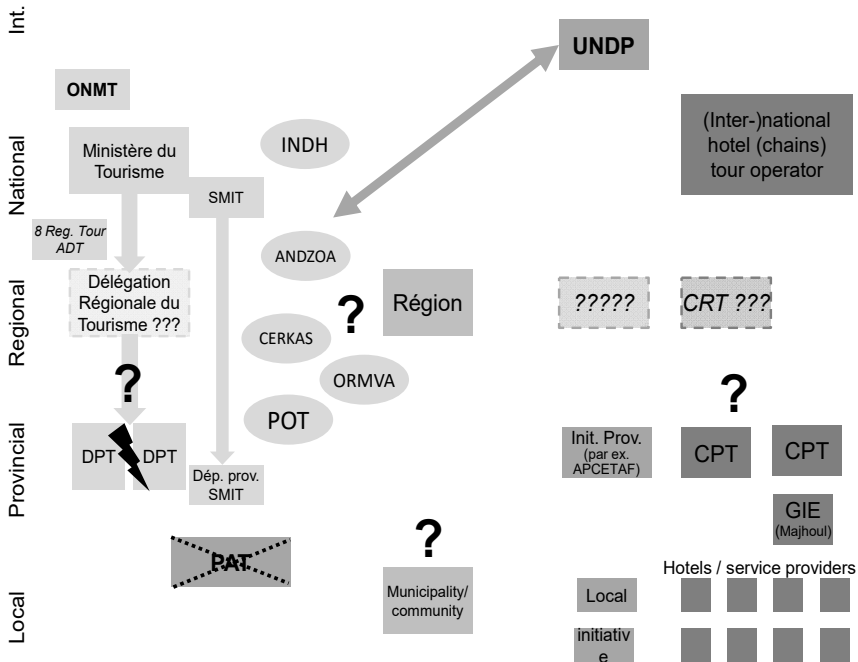 Int.
UNDP
ONMT
(Inter-)national
hotel (chains)
tour operator
National
INDH
Ministère du
Tourisme
SMIT
8 Reg. Tour
ADT
ANDZOA
Regional
Délégation
Régionale du
Tourisme ???
?
Région
?????
CRT ???
CERKAS
ORMVA
?
?
POT
Provincial
DPT
DPT
Dép. prov.
SMIT
Init. Prov.
(par ex.
APCETAF)
CPT
CPT
GIE
(Majhoul)
PAT
?
Hotels / service providers
Local
Municipality/
community
Local
initiativ
e